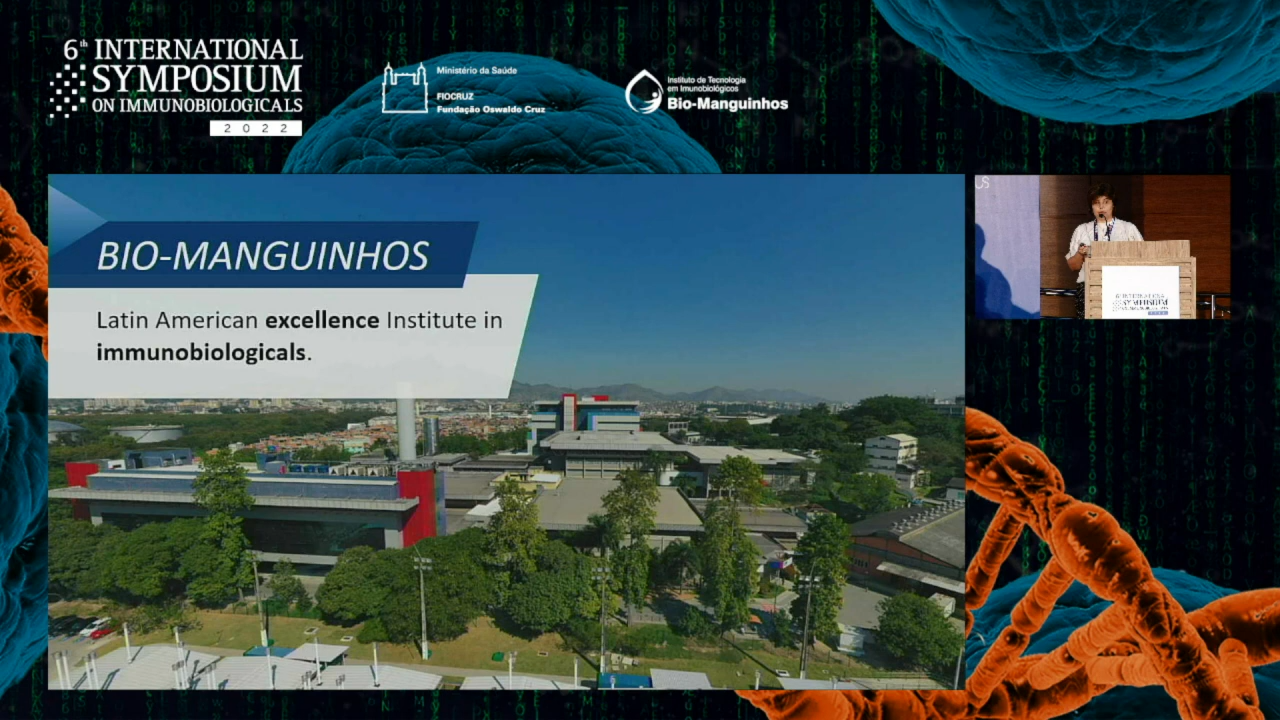 6th INTERNATIONAL
SYMPOSIUM
ON IMMUNOBIOLOGICALS
2022
Ministério da Saúde
FIOCRUZ
Fundação Oswaldo Cruz
Instituto de Tecnologia
em Imunobiológicos
Bio-Manguinhos
BIO-MANGUINHOS
Latin American excellence Institute in
immunobiologicals.
SYMPOSIUM